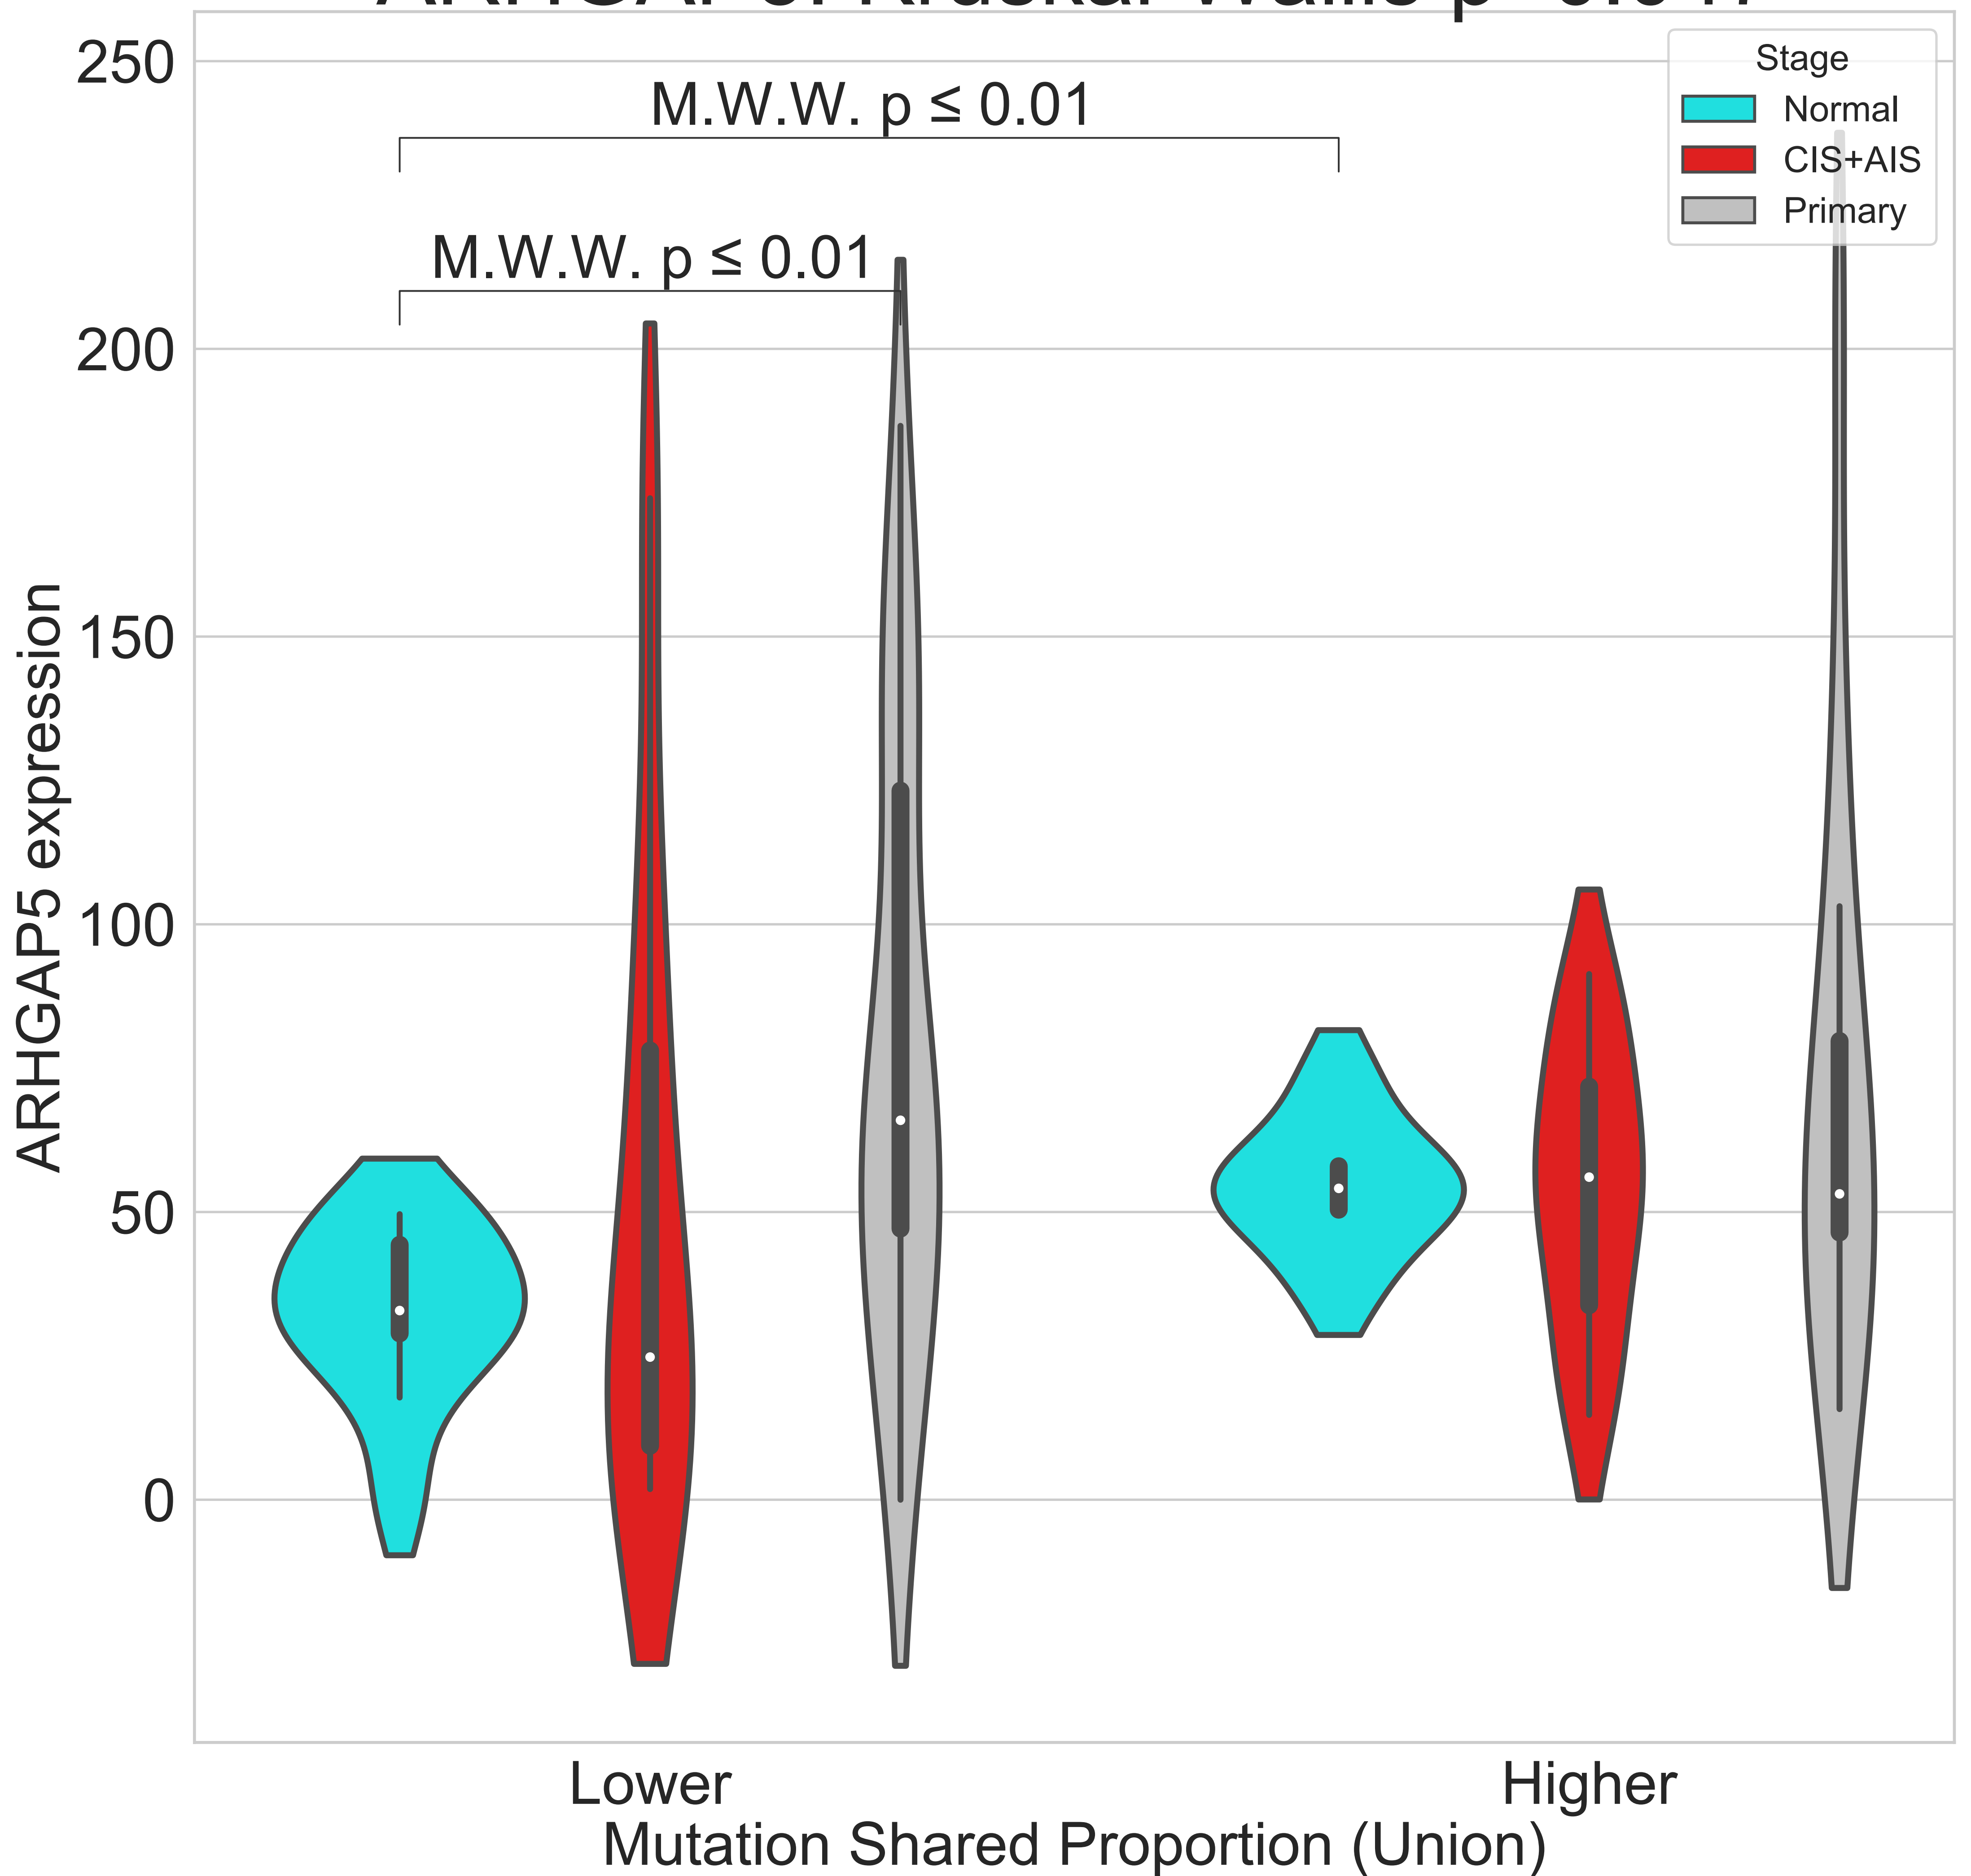 250
200
150
100
50
0
ARHGAP5 expression
M.W.W. p ≤ 0.01
M.W.W. p ≤ 0.01
Stage
Normal
CIS+AIS
Primary
Lower
Higher
Mutation Shared Proportion (Union)